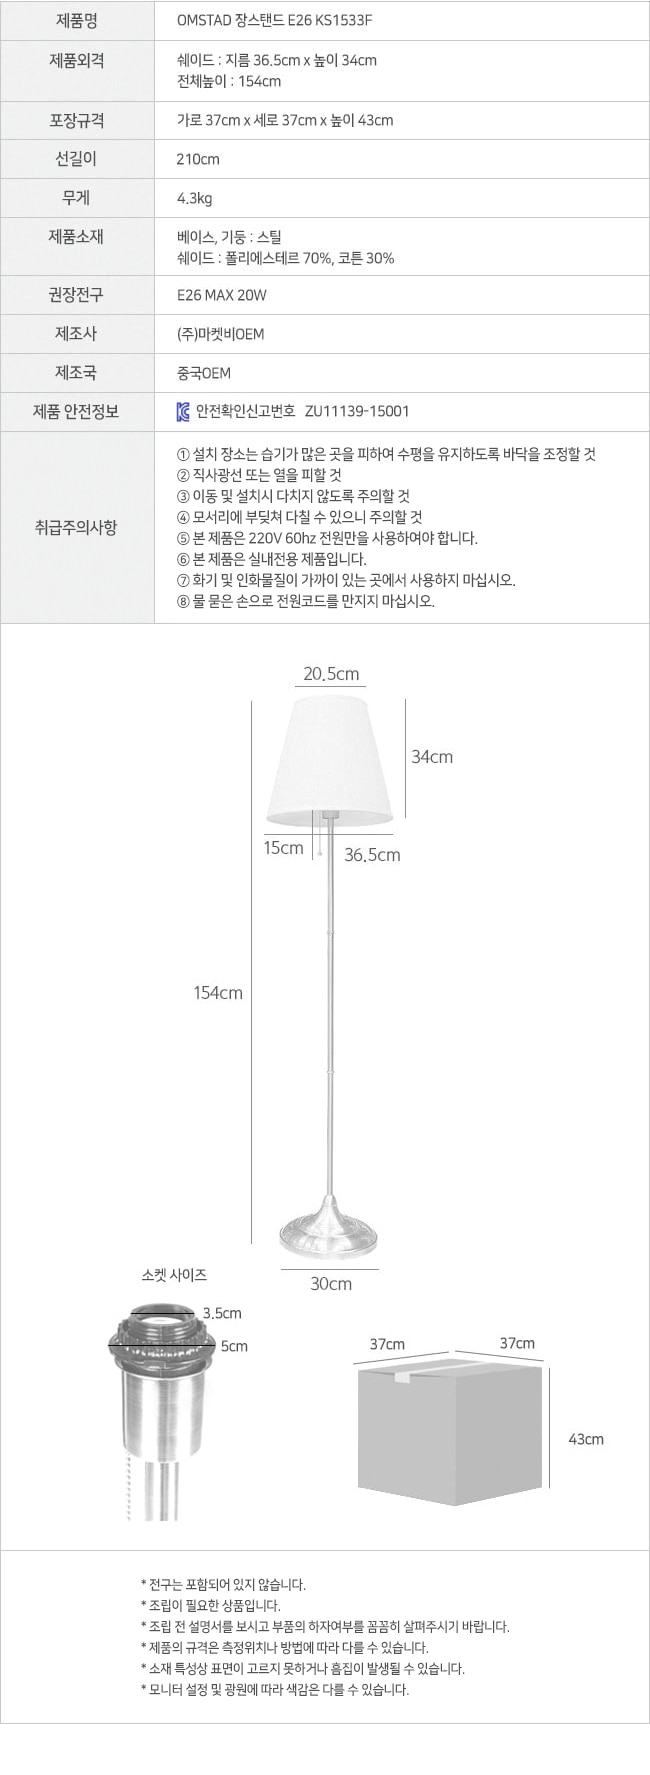 제품명
OMSTAD 장스탠드 E26 KS1533F
제품외격
쉐이드 : 지름 36.5cm x 높이 34cm
전체높이 : 154cm
포장규격
가로 37cm x 세로 37cm x 높이 43cm
선길이
210cm
무게
4.3kg
제품소재
베이스, 기둥 : 스틸
쉐이드 : 폴리에스테르 70%, 코튼 30%
권장전구
E26 MAX 20W
제조사
(주)마켓비OEM
제조국
중국OEM
제품 안전정보
안전확인신고번호 ZU11139-15001
취급주의사항
① 설치 장소는 습기가 많은 곳을 피하여 수평을 유지하도록 바닥을 조정할 것
② 직사광선 또는 열을 피할 것
③ 이동 및 설치시 다치지 않도록 주의할 것
④ 모서리에 부딪쳐 다칠 수 있으니 주의할 것
⑤ 본 제품은 220V 60hz 전원만을 사용하여야 합니다.
⑥ 본 제품은 실내전용 제품입니다.
⑦ 화기 및 인화물질이 가까이 있는 곳에서 사용하지 마십시오.
⑧ 물 묻은 손으로 전원코드를 만지지 마십시오.
20.5cm
34cm
15cm
36.5cm
154cm
30cm
소켓 사이즈
3.5cm
5cm
37cm
37cm
43cm
* 전구는 포함되어 있지 않습니다.
* 조립이 필요한 상품입니다.
* 조립 전 설명서를 보시고 부품의 하자여부를 꼼꼼히 살펴주시기 바랍니다.
* 제품의 규격은 측정위치나 방법에 따라 다를 수 있습니다.
* 소재 특성상 표면이 고르지 못하거나 흠집이 발생될 수 있습니다.
* 모니터 설정 및 광원에 따라 색감은 다를 수 있습니다.